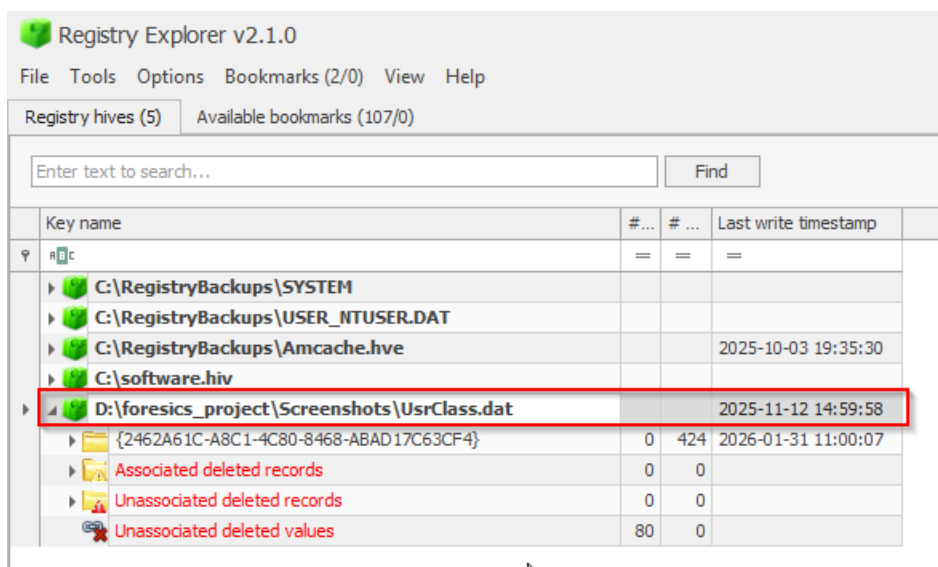 Registry Explorer v2.1.0
File Tools Options Bookmarks (2/0) View Help
Registry hives (5) Available bookmarks (107/0)
Enter text to search... Find
Key name #... # ... Last write timestamp
ABC = = =
C:\RegistryBackups\SYSTEM
C:\RegistryBackups\USER_NTUSER.DAT
C:\RegistryBackups\Amcache.hve 2025-10-03 19:35:30
C:\software.hiv
D:\foresics_project\Screenshots\UsrClass.dat 2025-11-12 14:59:58
{2462A61C-A8C1-4C80-8468-ABAD17C63CF4} 0 424 2026-01-31 11:00:07
Associated deleted records 0 0
Unassociated deleted records 0 0
Unassociated deleted values 80 0